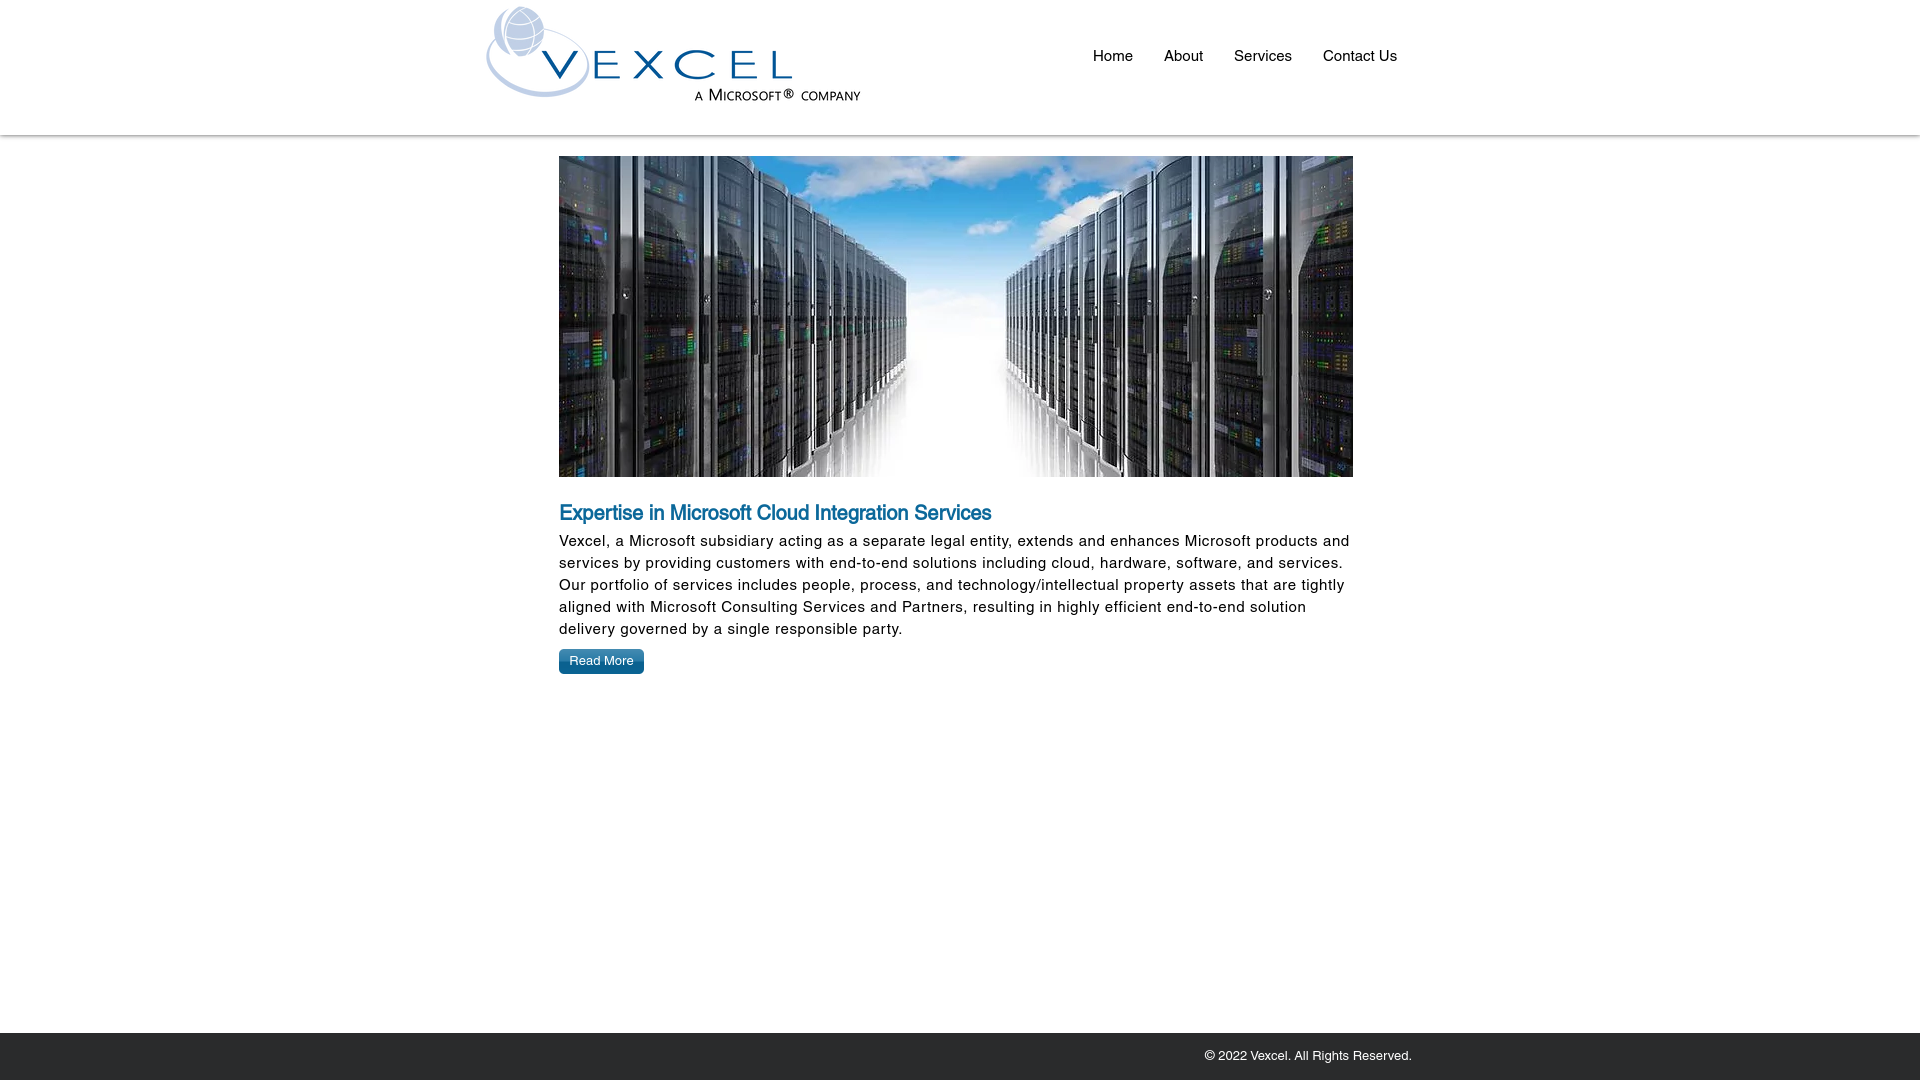 VEXCEL
A MICROSOFT® COMPANY
Home About Services Contact Us
Expertise in Microsoft Cloud Integration Services
Vexcel, a Microsoft subsidiary acting as a separate legal entity, extends and enhances Microsoft products and
services by providing customers with end-to-end solutions including cloud, hardware, software, and services.
Our portfolio of services includes people, process, and technology/intellectual property assets that are tightly
aligned with Microsoft Consulting Services and Partners, resulting in highly efficient end-to-end solution
delivery governed by a single responsible party.
Read More
© 2022 Vexcel. All Rights Reserved.